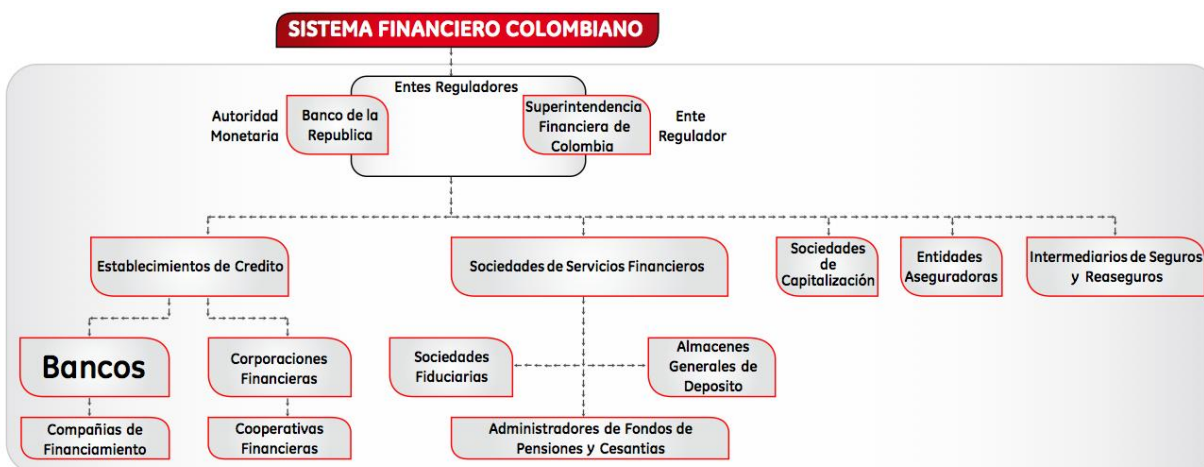 SISTEMA FINANCIERO COLOMBIANO
Entes Reguladores
Autoridad
Monetaria
Banco de la
Republica
Superintendencia
Financiera de
Colombia
Ente
Regulador
Establecimientos de Credito
Sociedades de Servicios Financieros
Sociedades
de
Capitalización
Entidades
Aseguradoras
Intermediarios de Seguros
y Reaseguros
Bancos
Corporaciones
Financieras
Sociedades
Fiduciarias
Almacenes
Generales de
Deposito
Compañias de
Financiamiento
Cooperativas
Financieras
Administradores de Fondos de
Pensiones y Cesantias